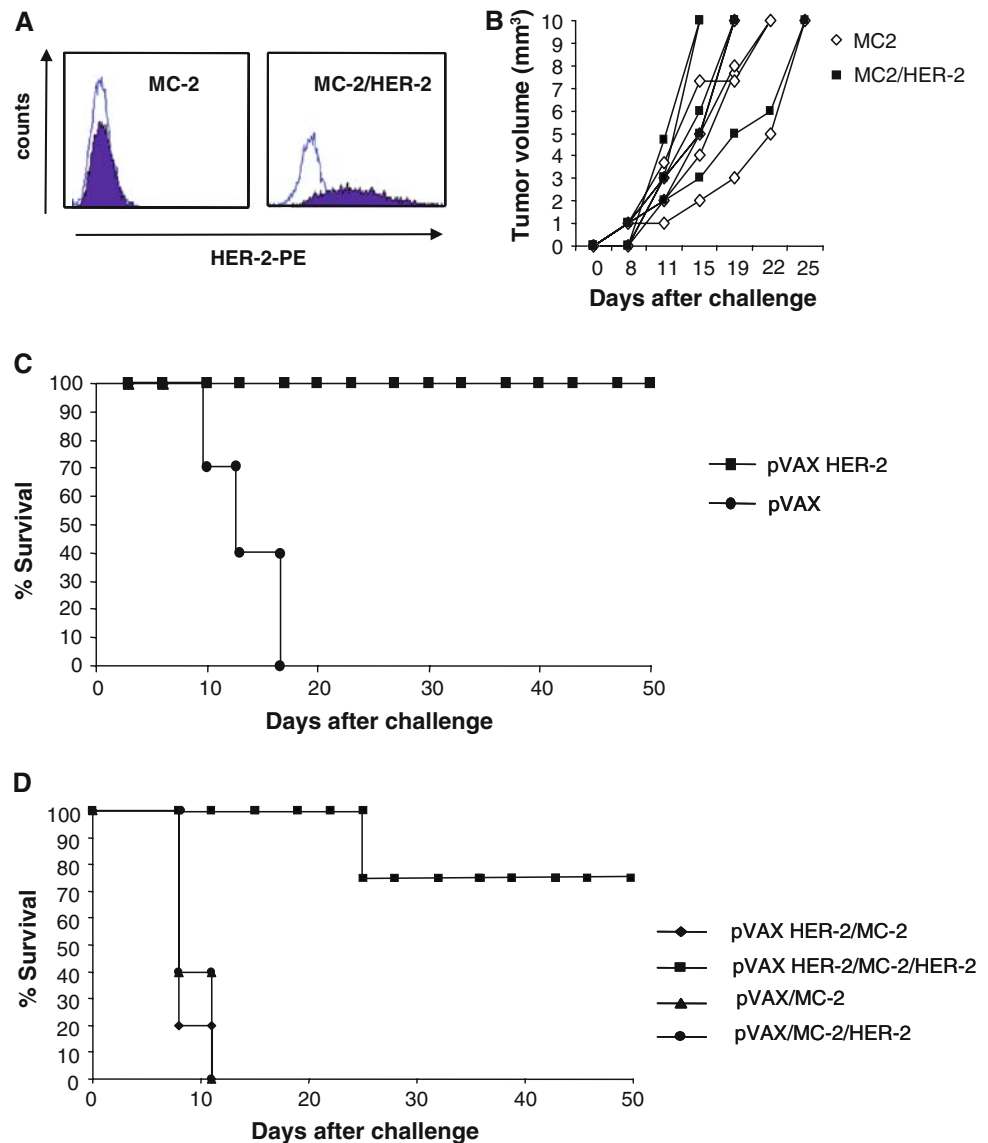 A
MC-2
MC-2/HER-2
counts
HER-2-PE
B
Tumor volume (mm³)
10
9
8
7
6
5
4
3
2
1
0
0 8 11 15 19 22 25
Days after challenge
MC2
MC2/HER-2
C
% Survival
100
90
80
70
60
50
40
30
20
10
0
0 10 20 30 40 50
Days after challenge
pVAX HER-2
pVAX
D
% Survival
100
90
80
70
60
50
40
30
20
10
0
0 10 20 30 40 50
Days after challenge
pVAX HER-2/MC-2
pVAX HER-2/MC-2/HER-2
pVAX/MC-2
pVAX/MC-2/HER-2